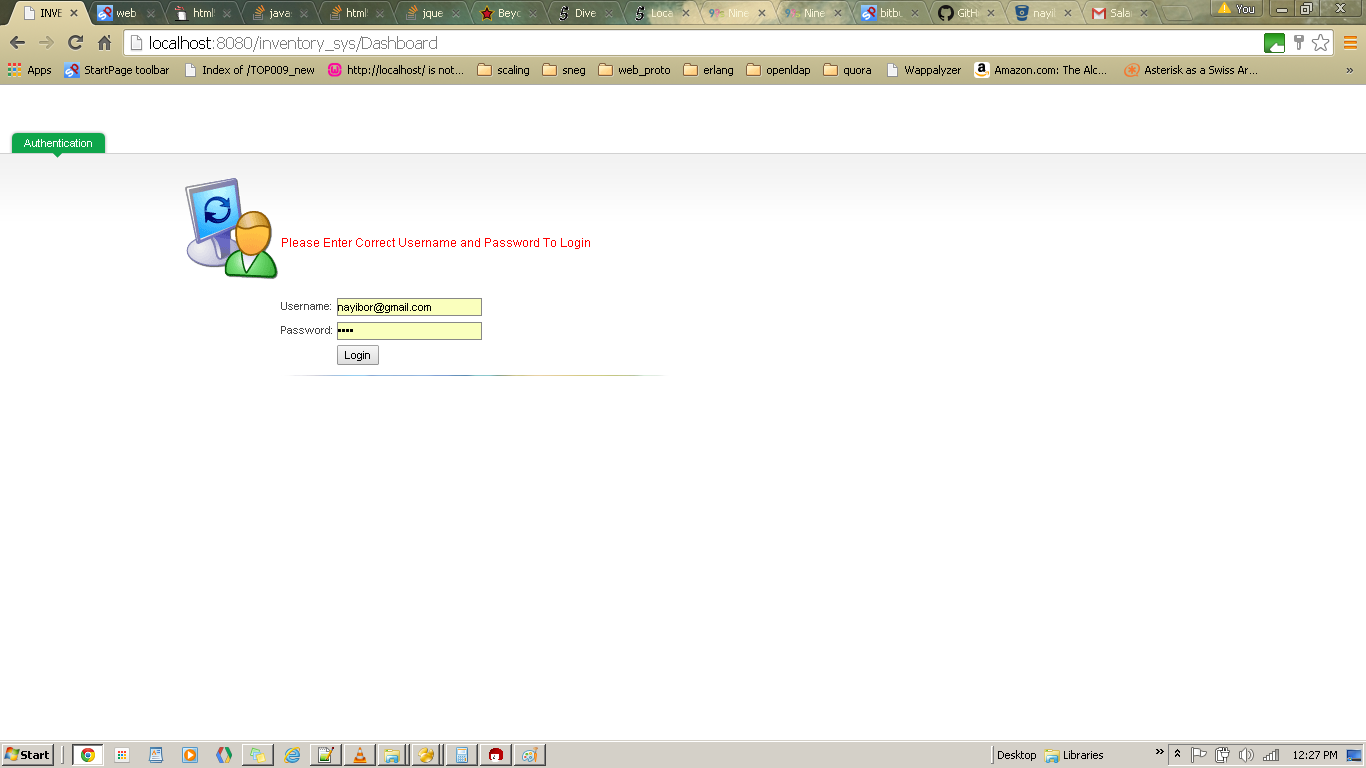 INVE web html java html jque Beyo Dive Loca Nine Nine bitbu GitH nayil Sala You
localhost:8080/inventory_sys/Dashboard
Apps StartPage toolbar Index of /TOP009_new http://localhost/ is not... scaling sneg web_proto erlang openldap quora Wappalyzer Amazon.com: The Alc... Asterisk as a Swiss Ar... »
Authentication
Please Enter Correct Username and Password To Login
Username: nayibor@gmail.com
Password: ••••
Login
Start Desktop Libraries » 12:27 PM